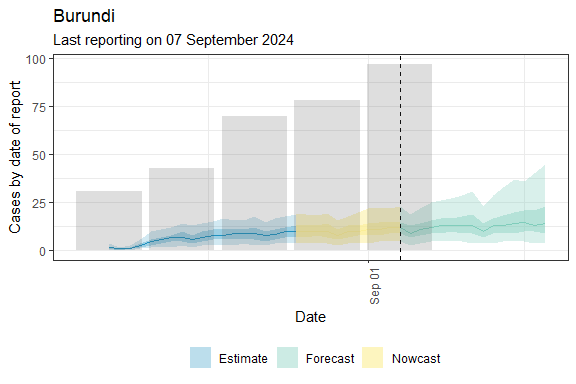 Burundi
Last reporting on 07 September 2024
Cases by date of report
100
75
50
25
0
Sep 01
Date
Estimate
Forecast
Nowcast